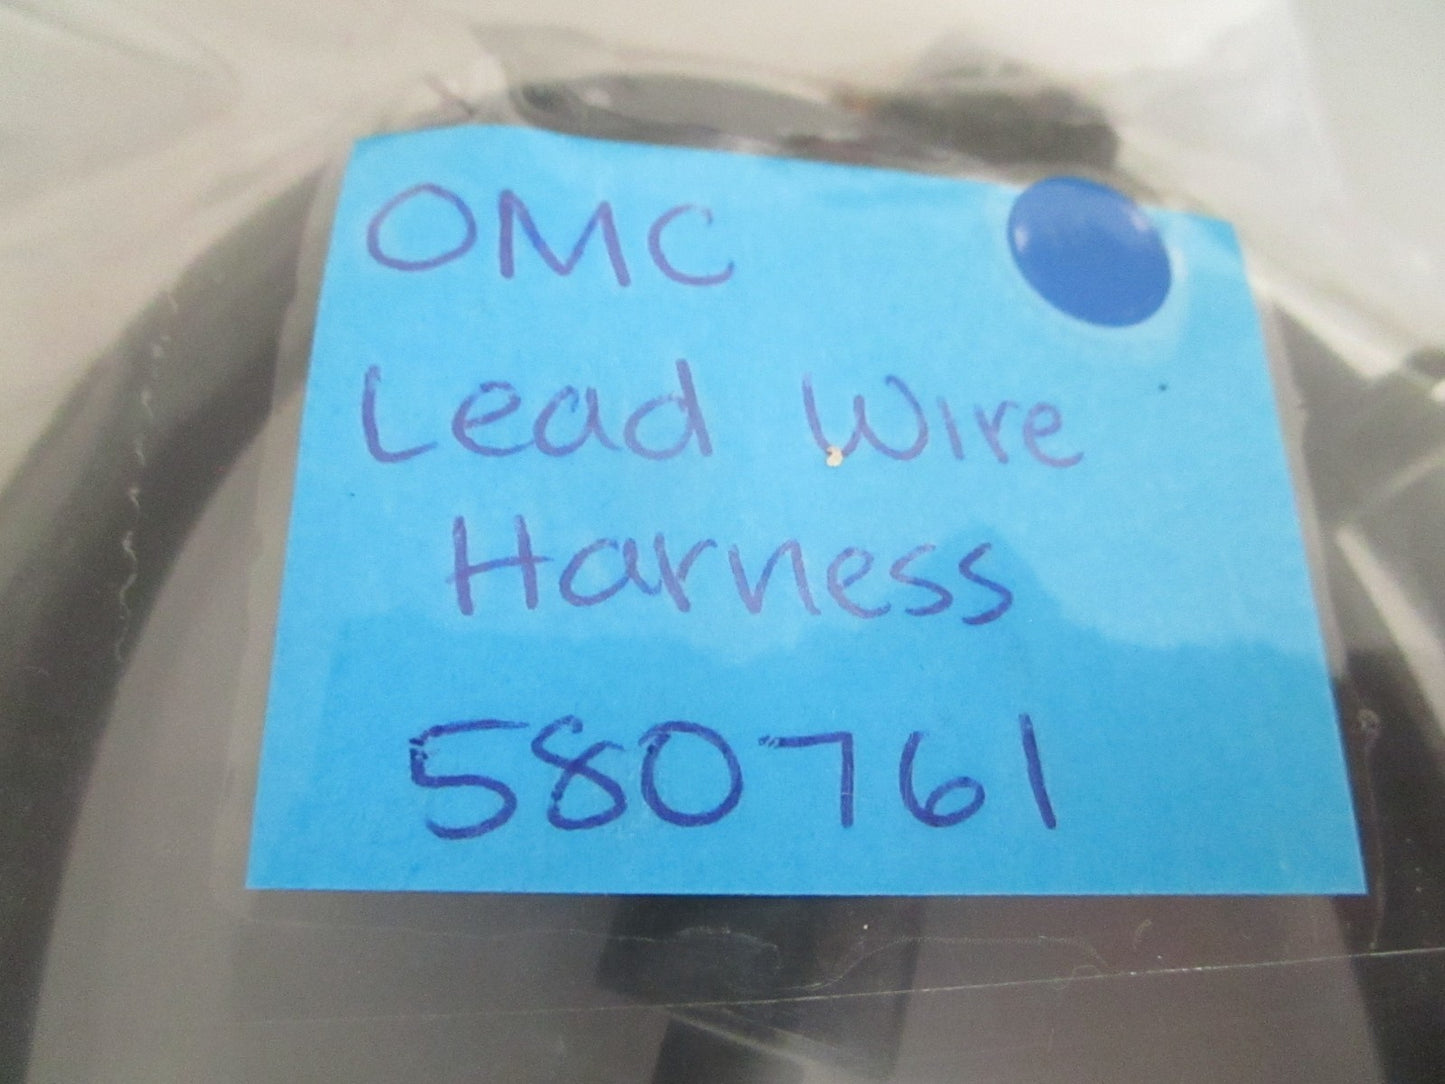 OMC
Lead Wire
Harness
580761